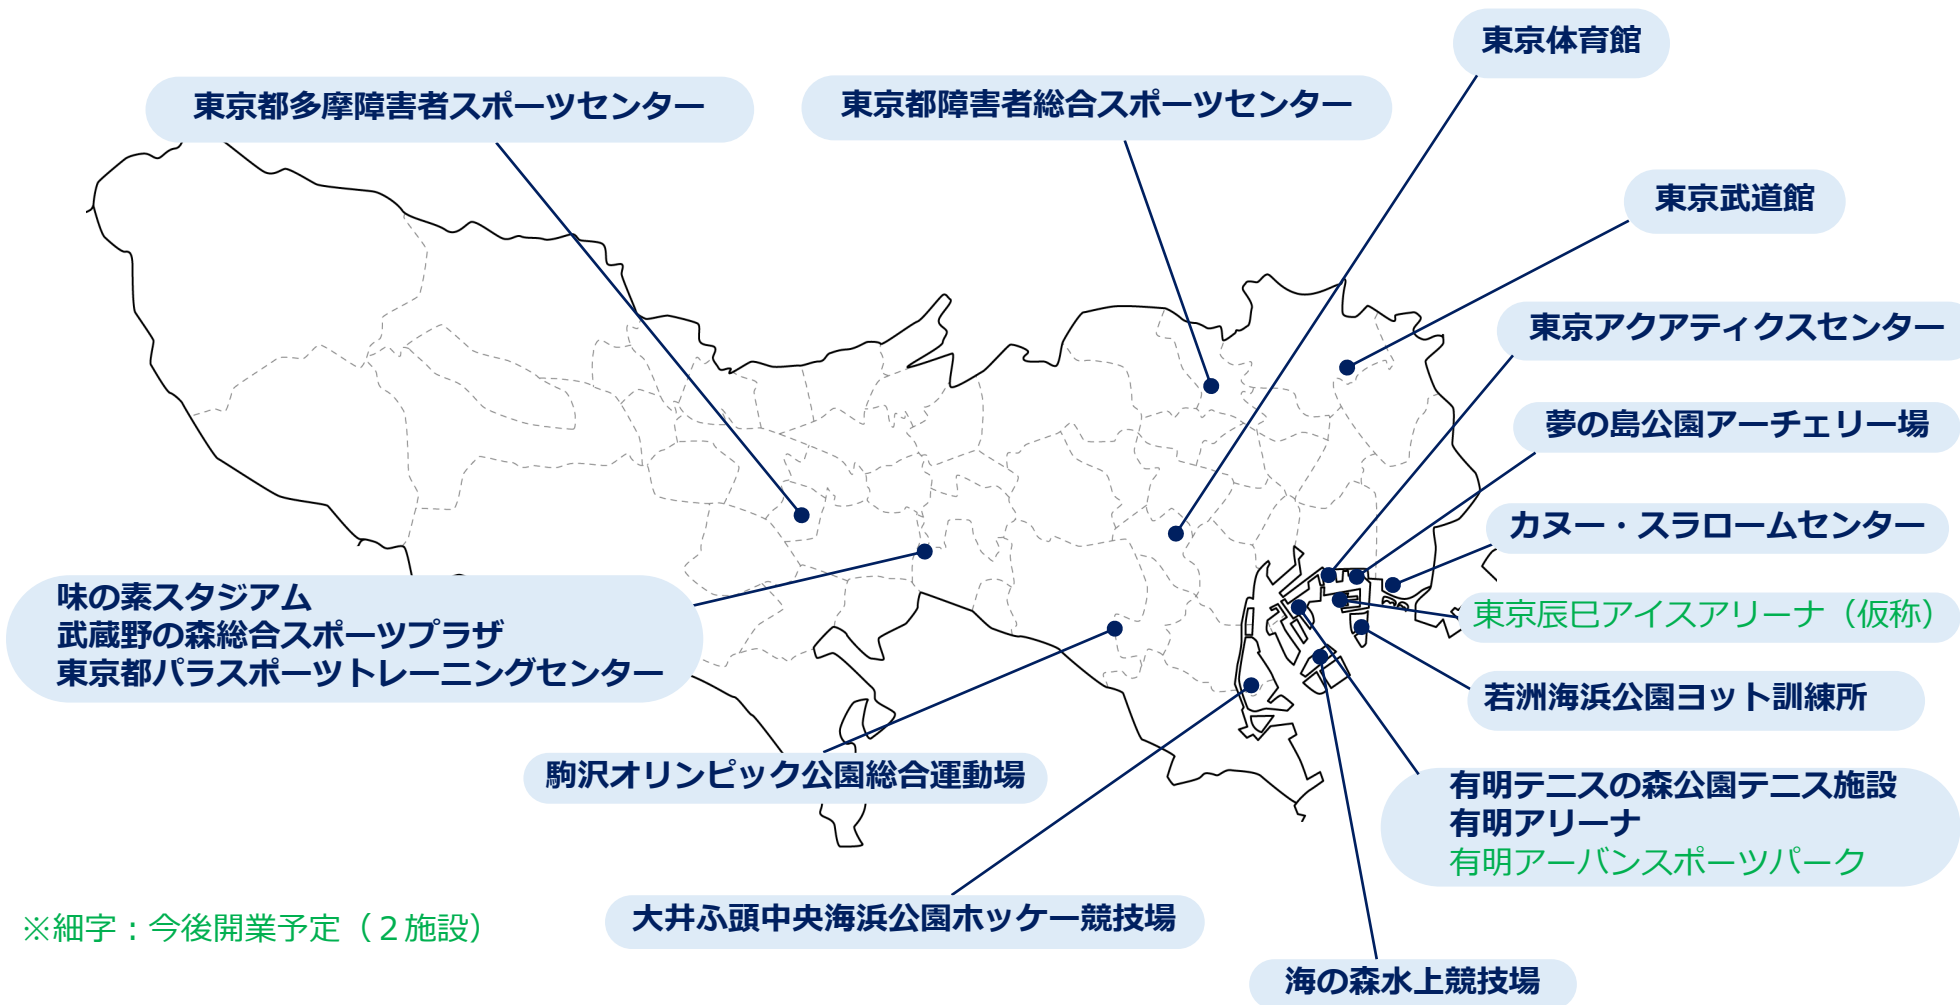 東京体育館
東京都多摩障害者スポーツセンター
東京都障害者総合スポーツセンター
東京武道館
東京アクアティクスセンター
夢の島公園アーチェリー場
カヌー・スラロームセンター
味の素スタジアム
武蔵野の森総合スポーツプラザ
東京都パラスポーツトレーニングセンター
東京辰巳アイスアリーナ（仮称）
若洲海浜公園ヨット訓練所
駒沢オリンピック公園総合運動場
有明テニスの森公園テニス施設
有明アリーナ
有明アーバンスポーツパーク
大井ふ頭中央海浜公園ホッケー競技場
※細字：今後開業予定（２施設）
海の森水上競技場